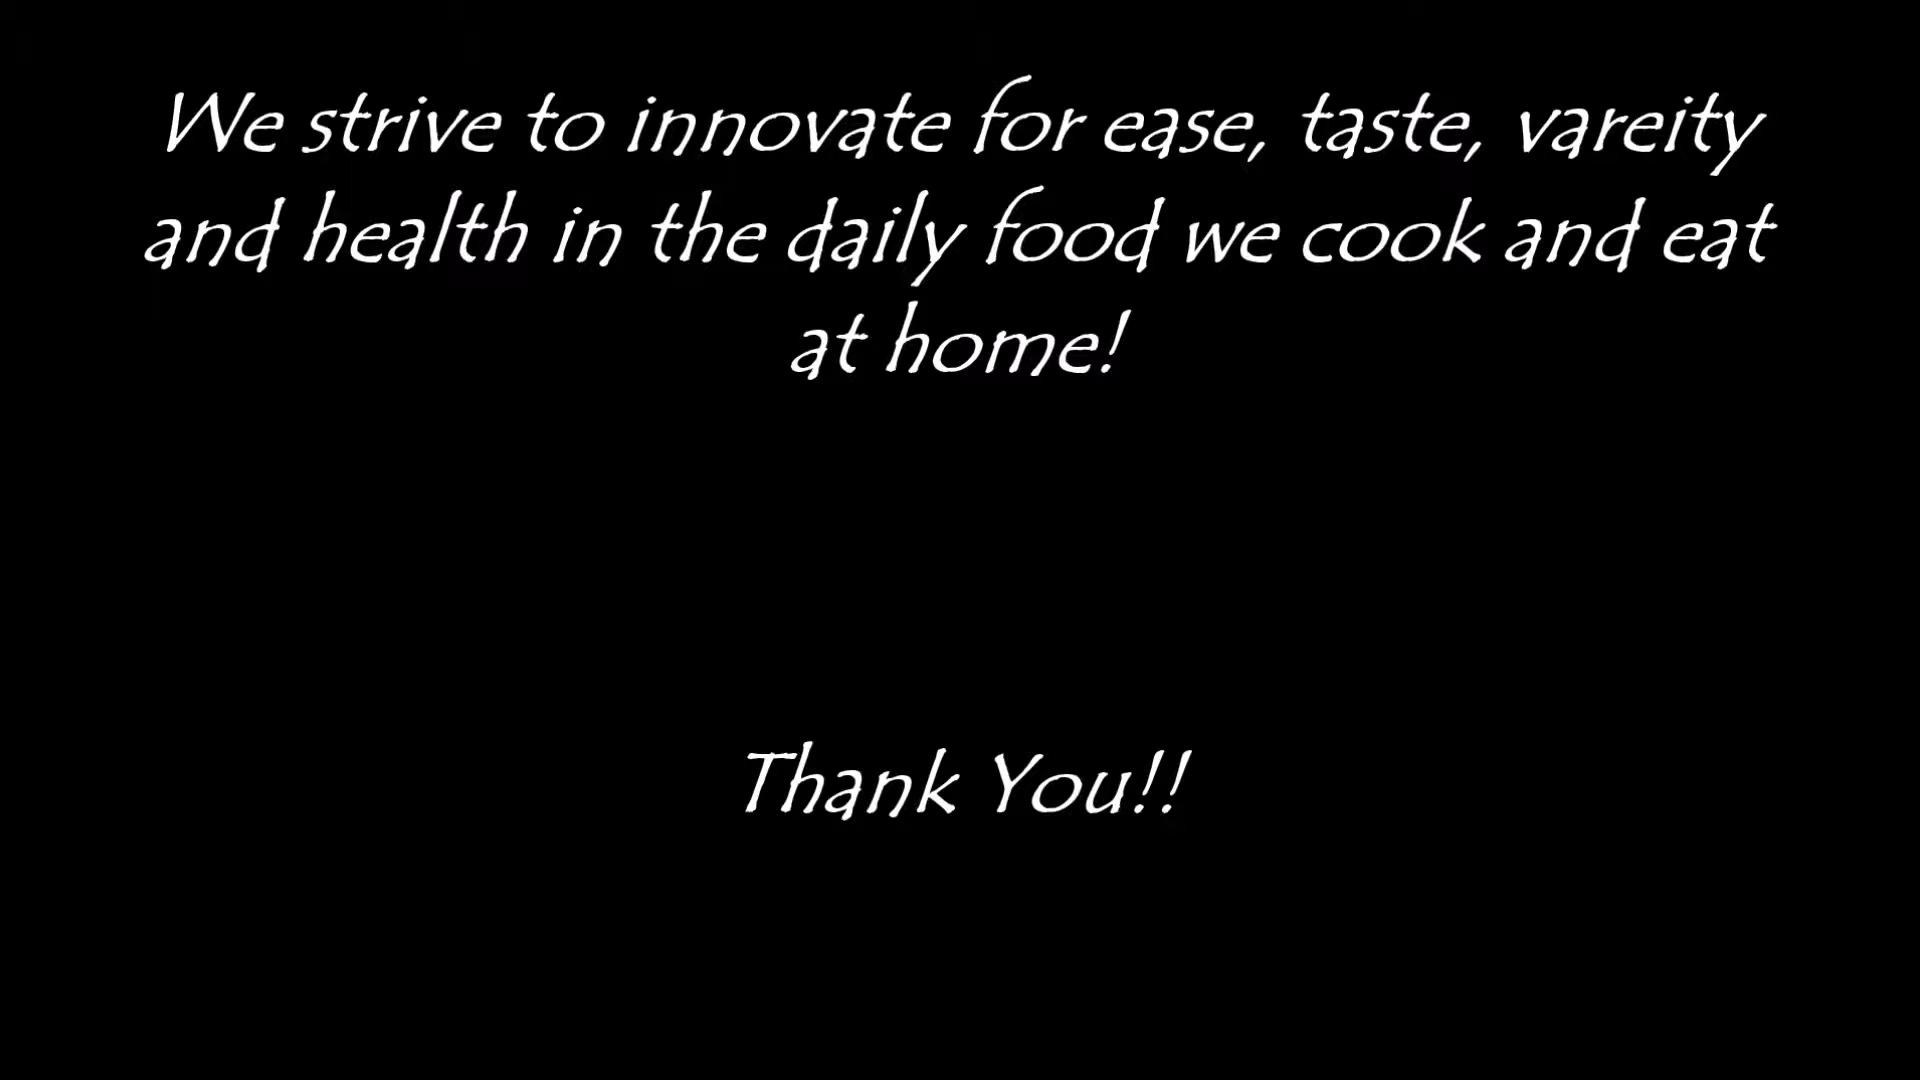 We strive to innovate for ease, taste, vareity
and health in the daily food we cook and eat
at home!
Thank You!!